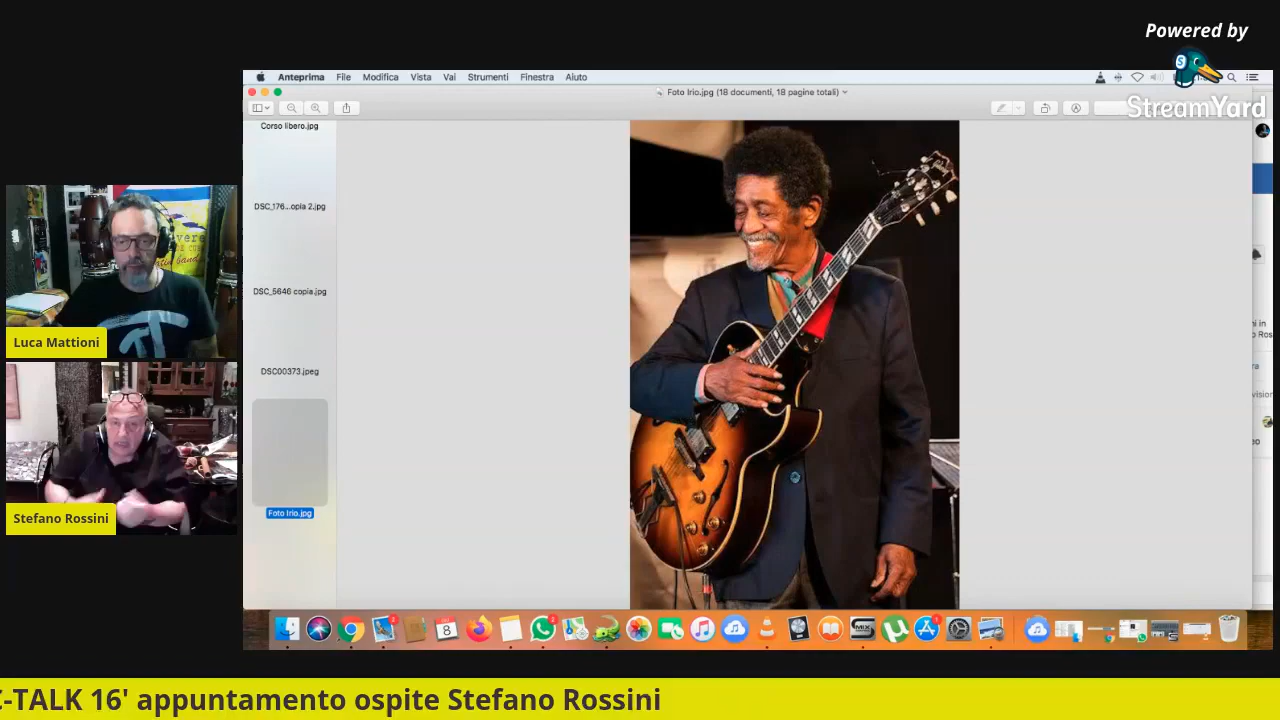 Powered by
StreamYard
Anteprima File Modifica Vista Vai Strumenti Finestra Aiuto
Foto Irio.jpg (18 documenti, 18 pagine totali)
Corso libero.jpg
DSC_176...opia 2.jpg
DSC_5646 copia.jpg
DSC00373.jpeg
Foto Irio.jpg
Luca Mattioni
Stefano Rossini
-TALK 16' appuntamento ospite Stefano Rossini